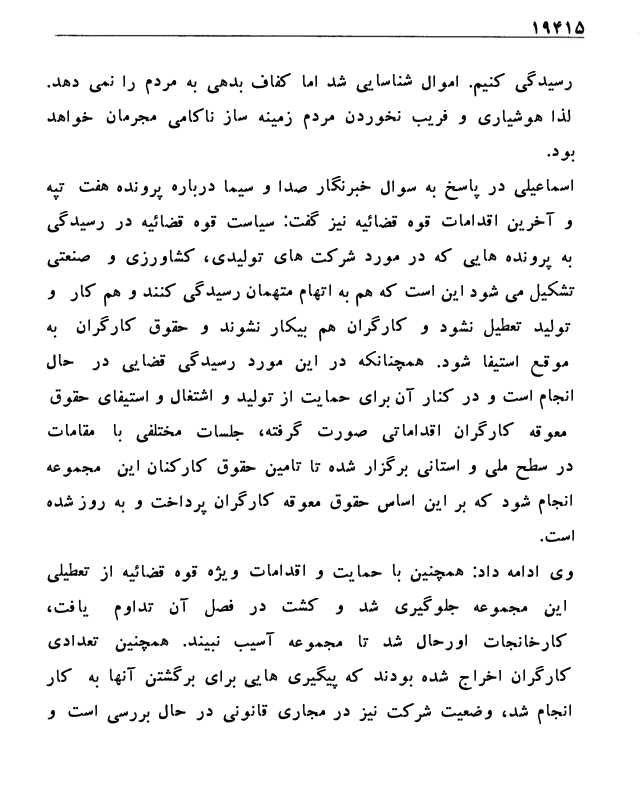 ۱۹۴۱۵
رسیدگی کنیم. اموال شناسایی شد اما کفاف بدهی به مردم را نمی دهد.
لذا هوشیاری و فریب نخوردن مردم زمینه ساز ناکامی مجرمان خواهد
بود.
اسماعیلی در پاسخ به سوال خبرنگار صدا و سیما درباره پرونده هفت تپه
و آخرین اقدامات قوه قضائیه نیز گفت: سیاست قوه قضائیه در رسیدگی
به پرونده هایی که در مورد شرکت های تولیدی، کشاورزی و صنعتی
تشکیل می شود این است که هم به اتهام متهمان رسیدگی کنند و هم کار و
تولید تعطیل نشود و کارگران هم بیکار نشوند و حقوق کارگران به
موقع استیفا شود. همچنانکه در این مورد رسیدگی قضایی در حال
انجام است و در کنار آن برای حمایت از تولید و اشتغال و استیفای حقوق
معوقه کارگران اقداماتی صورت گرفته، جلسات مختلفی با مقامات
در سطح ملی و استانی برگزار شده تا تامین حقوق کارکنان این مجموعه
انجام شود که بر این اساس حقوق معوقه کارگران پرداخت و به روز شده
است.
وی ادامه داد: همچنین با حمایت و اقدامات ویژه قوه قضائیه از تعطیلی
این مجموعه جلوگیری شد و کشت در فصل آن تداوم یافت،
کارخانجات اورحال شد تا مجموعه آسیب نبیند. همچنین تعدادی
کارگران اخراج شده بودند که پیگیری هایی برای برگشتن آنها به کار
انجام شد، وضعیت شرکت نیز در مجاری قانونی در حال بررسی است و